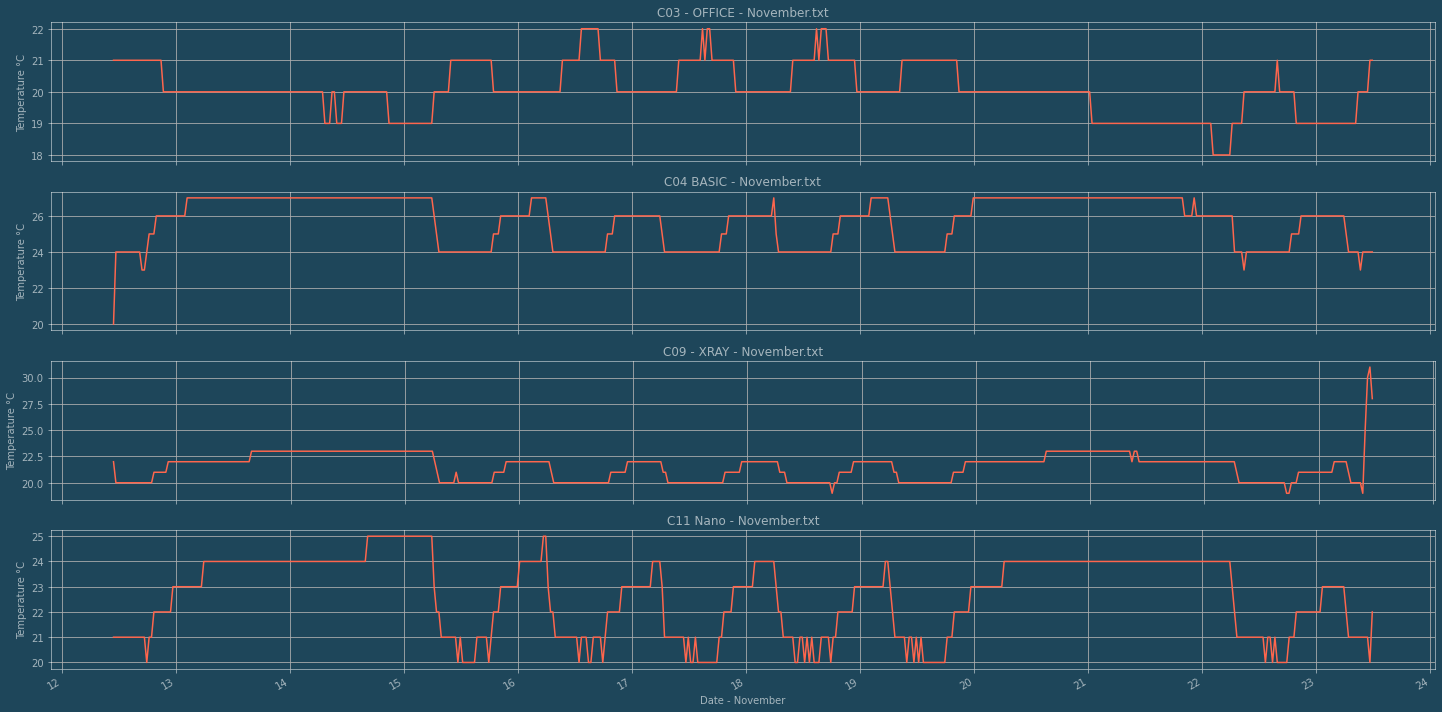 C03 - OFFICE - November.txt
Temperature °C
22
21
20
19
18
C04 BASIC - November.txt
Temperature °C
26
24
22
20
C09 - XRAY - November.txt
Temperature °C
30.0
27.5
25.0
22.5
20.0
C11 Nano - November.txt
Temperature °C
25
24
23
22
21
20
12 13 14 15 16 17 18 19 20 21 22 23 24
Date - November